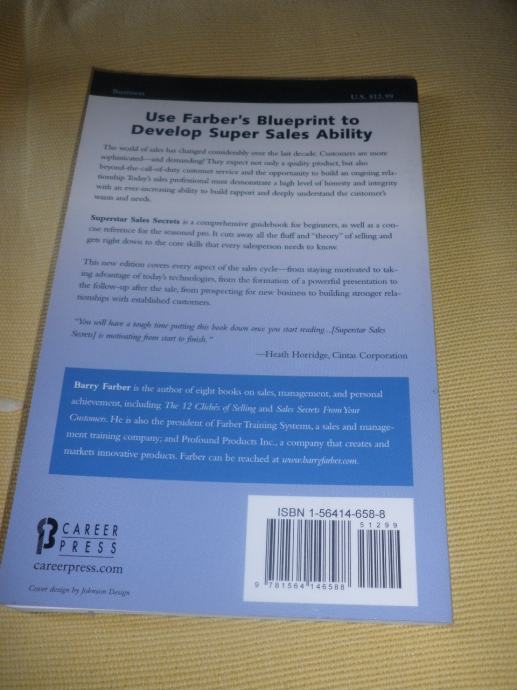 Business
U.S. $12.99
Use Farber's Blueprint to
Develop Super Sales Ability
The world of sales has changed considerably over the last decade. Customers are more
sophisticated—and demanding! They expect not only a quality product, but also
beyond-the-call-of-duty customer service and the opportunity to build an ongoing rela-
tionship. Today's sales professional must demonstrate a high level of honesty and integrity
with an ever-increasing ability to build rapport and deeply understand the customer's
wants and needs.
Superstar Sales Secrets is a comprehensive guidebook for beginners, as well as a con-
cise reference for the seasoned pro. It cuts away all the fluff and "theory" of selling and
gets right down to the core skills that every salesperson needs to know.
This new edition covers every aspect of the sales cycle—from staying motivated to tak-
ing advantage of today's technologies, from the formation of a powerful presentation to
the follow-up after the sale, from prospecting for new business to building stronger rela-
tionships with established customers.
"You will have a tough time putting this book down once you start reading...[Superstar Sales
Secrets] is motivating from start to finish."
—Heath Horridge, Cintas Corporation
Barry Farber is the author of eight books on sales, management, and personal
achievement, including The 12 Clichés of Selling and Sales Secrets From Your
Customers. He is also the president of Farber Training Systems, a sales and manage-
ment training company; and Profound Products Inc., a company that creates and
markets innovative products. Farber can be reached at www.barryfarber.com.
CAREER
PRESS
careerpress.com
Cover design by Johnson Design
ISBN 1-56414-658-8
51299
9 781564 146588